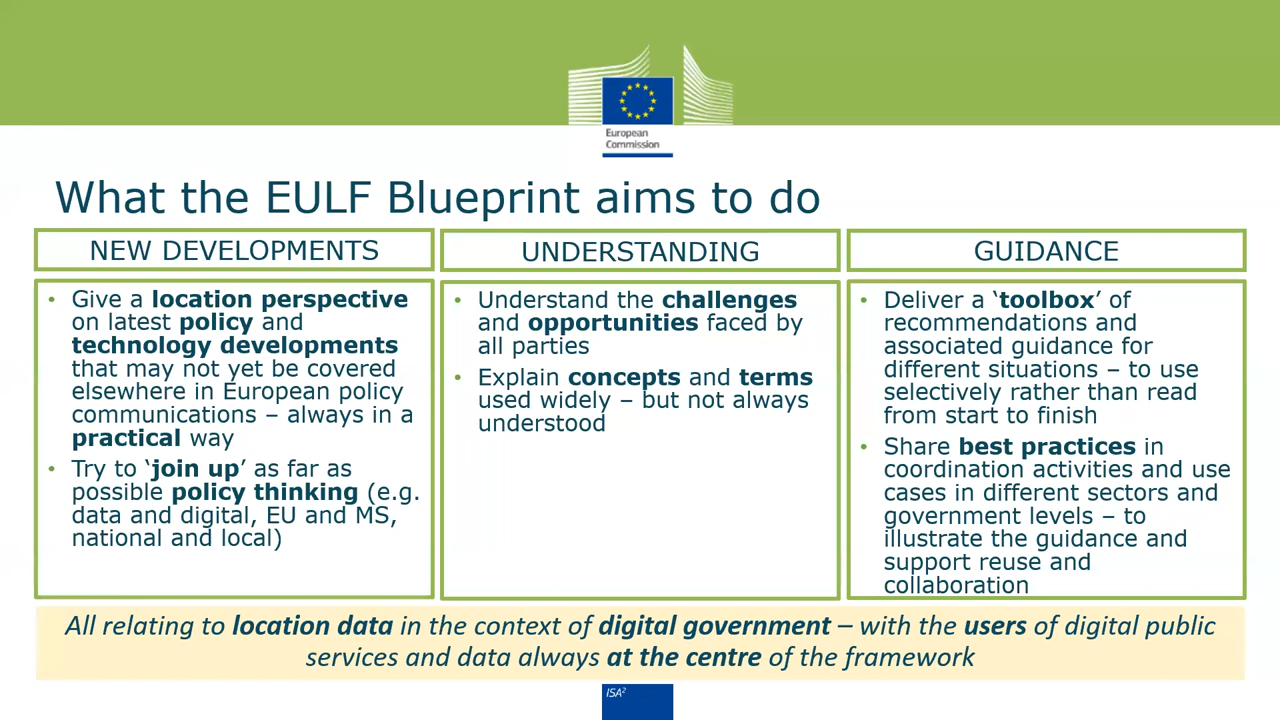 European
Commission
What the EULF Blueprint aims to do
NEW DEVELOPMENTS
• Give a location perspective
on latest policy and
technology developments
that may not yet be covered
elsewhere in European policy
communications – always in a
practical way
• Try to ‘join up’ as far as
possible policy thinking (e.g.
data and digital, EU and MS,
national and local)
UNDERSTANDING
• Understand the challenges
and opportunities faced by
all parties
• Explain concepts and terms
used widely – but not always
understood
GUIDANCE
• Deliver a ‘toolbox’ of
recommendations and
associated guidance for
different situations – to use
selectively rather than read
from start to finish
• Share best practices in
coordination activities and use
cases in different sectors and
government levels – to
illustrate the guidance and
support reuse and
collaboration
All relating to location data in the context of digital government – with the users of digital public
services and data always at the centre of the framework
ISA²